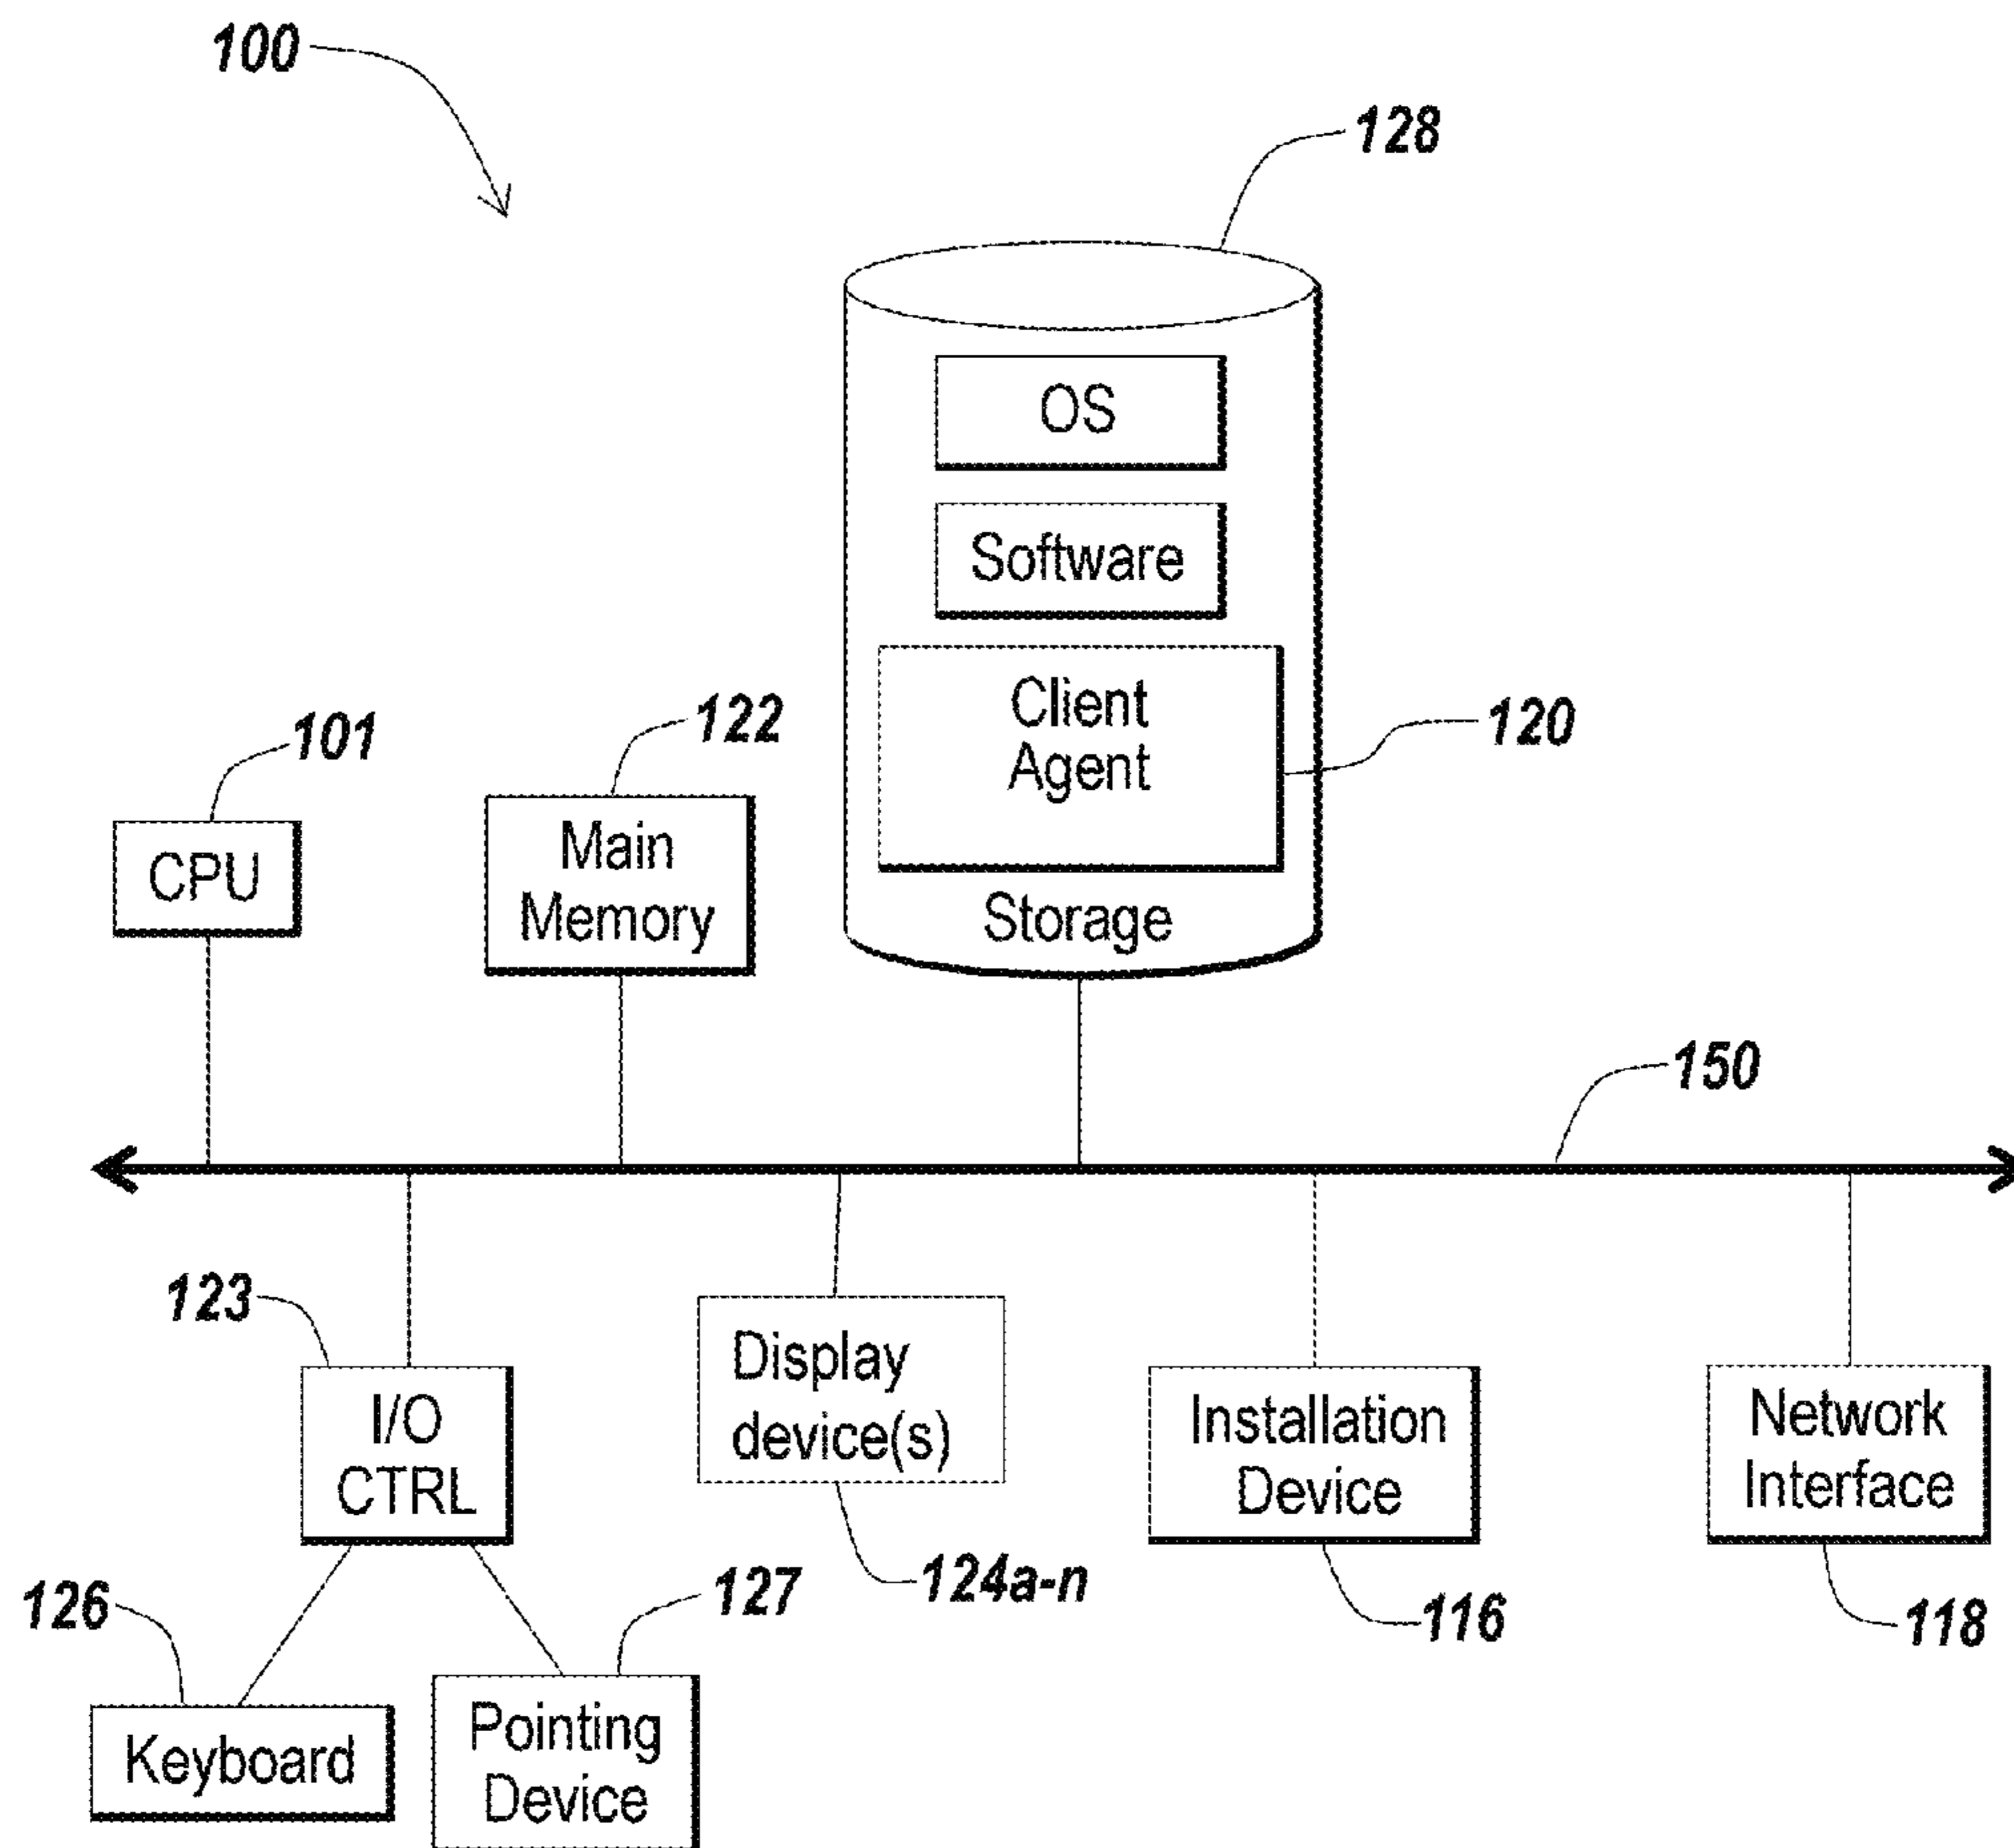 100
128
OS
Software
Client
Agent
120
Storage
101
CPU
122
Main
Memory
150
123
I/O
CTRL
Display
device(s)
124a-n
Installation
Device
116
Network
Interface
118
126
Keyboard
127
Pointing
Device